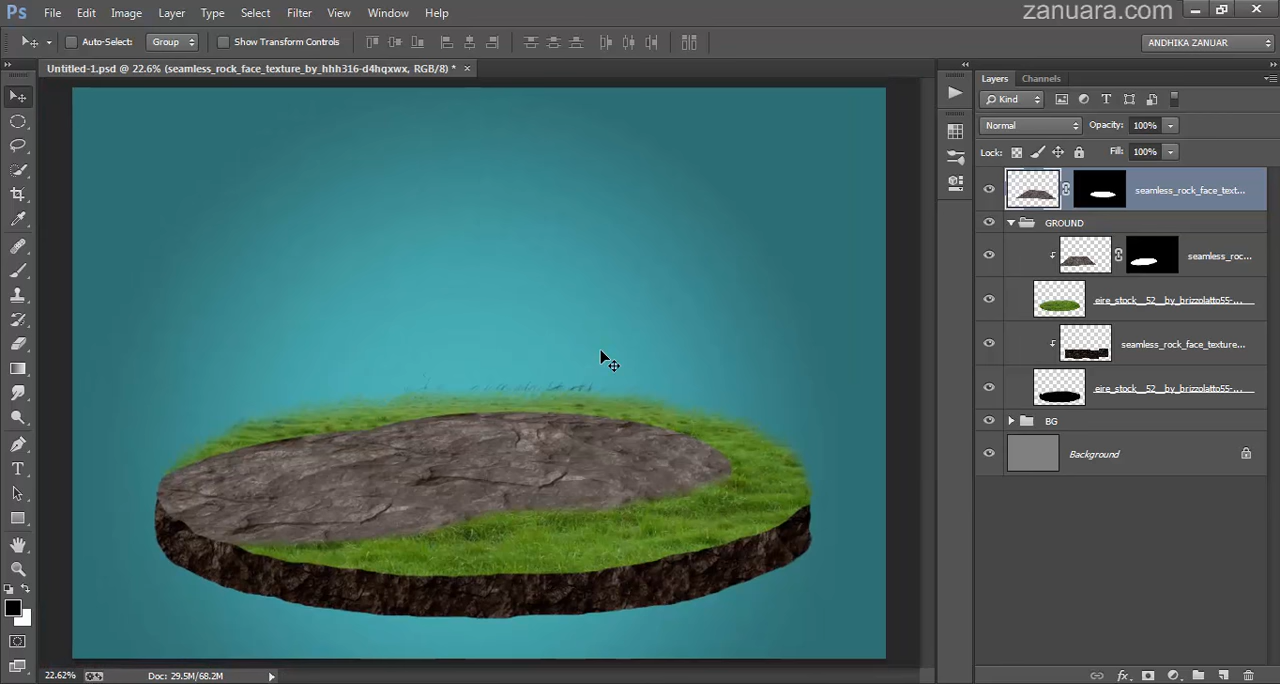 zanuara.com
Ps File Edit Image Layer Type Select Filter View Window Help
Auto-Select: Group Show Transform Controls ANDHIKA ZANUAR
Untitled-1.psd @ 22.6% (seamless_rock_face_texture_by_hhh316-d4hqxwx, RGB/8) * ×
Layers Channels
Kind
Normal Opacity: 100%
Lock: Fill: 100%
seamless_rock_face_text...
GROUND
seamless_roc...
eire_stock__52__by_brizzolatto55-...
seamless_rock_face_texture...
eire_stock__52__by_brizzolatto55-...
BG
Background
22.62% Doc: 29.5M/68.2M